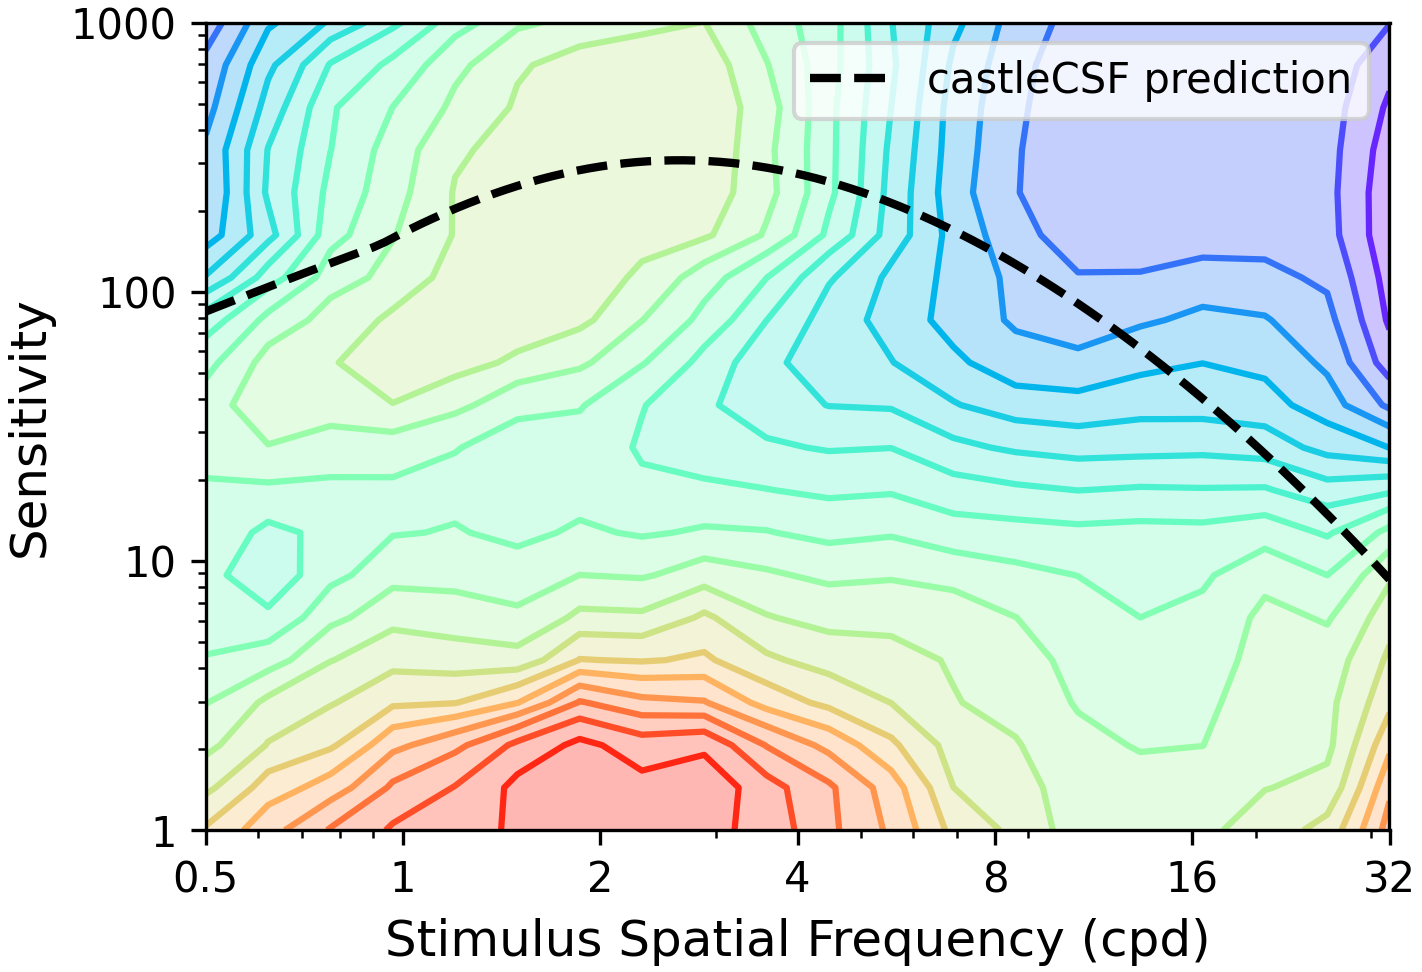 1000
castleCSF prediction
100
Sensitivity
10
1
0.5 1 2 4 8 16 32
Stimulus Spatial Frequency (cpd)